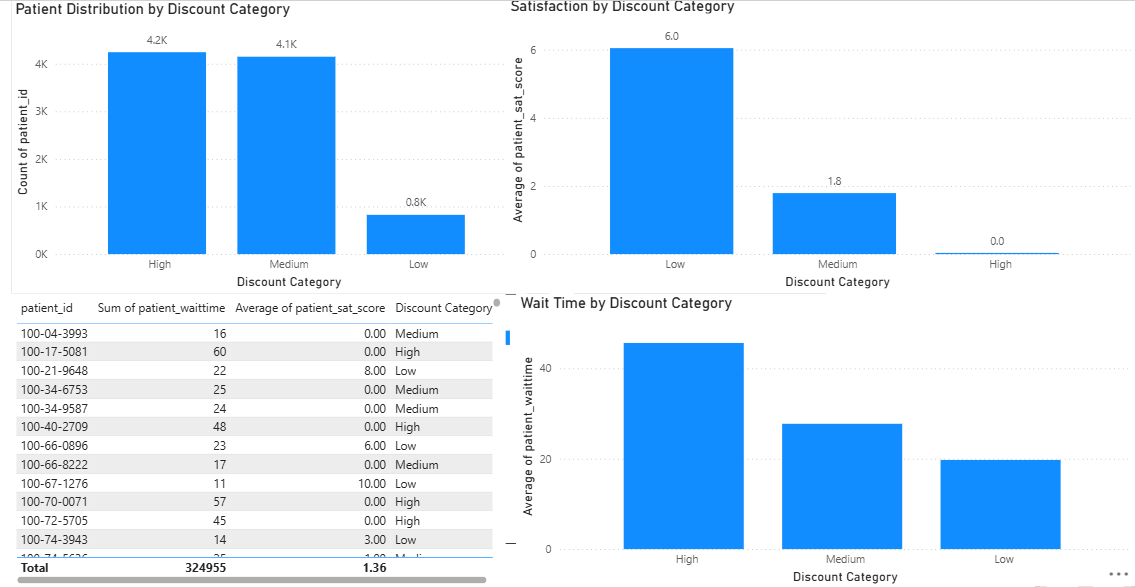 Patient Distribution by Discount Category
Count of patient_id
4K
3K
2K
1K
0K
4.2K
4.1K
0.8K
High
Medium
Low
Discount Category
Satisfaction by Discount Category
Average of patient_sat_score
6
4
2
0
6.0
1.8
0.0
Low
Medium
High
Discount Category
patient_id Sum of patient_waittime Average of patient_sat_score Discount Category
100-04-3993 16 0.00 Medium
100-17-5081 60 0.00 High
100-21-9648 22 8.00 Low
100-34-6753 25 0.00 Medium
100-34-9587 24 0.00 Medium
100-40-2709 48 0.00 High
100-66-0896 23 6.00 Low
100-66-8222 17 0.00 Medium
100-67-1276 11 10.00 Low
100-70-0071 57 0.00 High
100-72-5705 45 0.00 High
100-74-3943 14 3.00 Low
Total 324955 1.36
Wait Time by Discount Category
Average of patient_waittime
40
20
0
High
Medium
Low
Discount Category